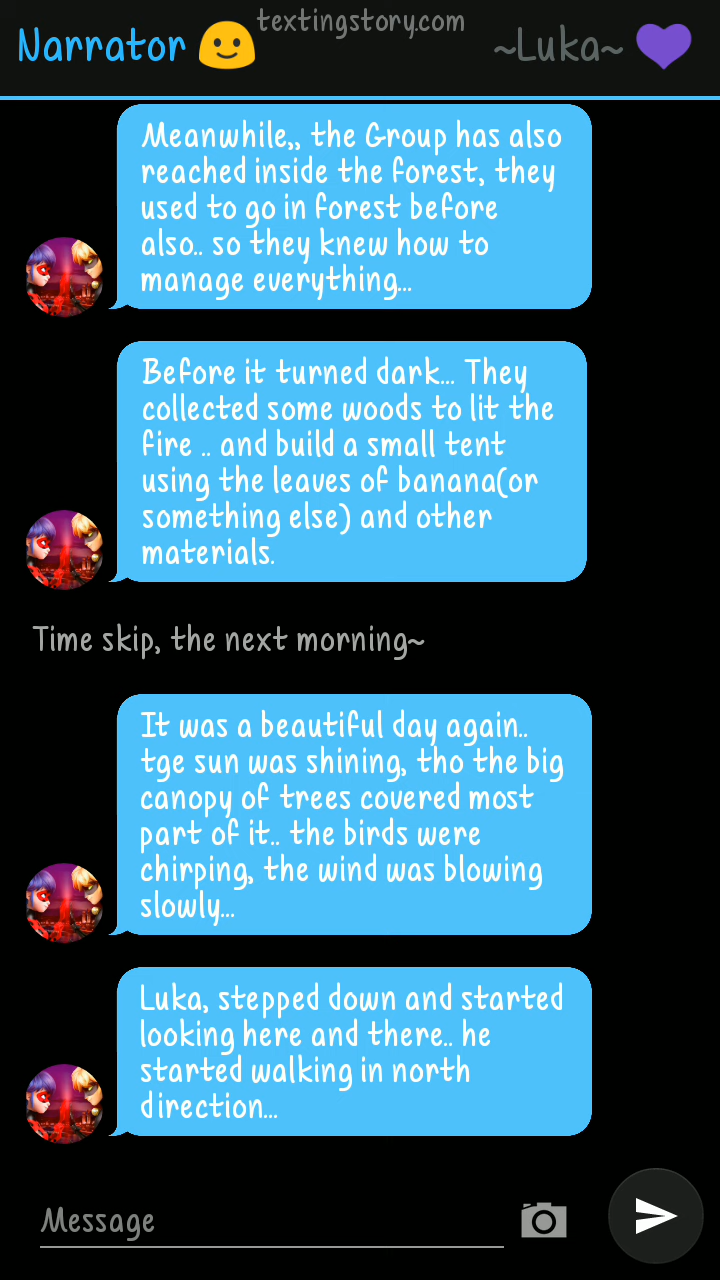 textingstory.com
Narrator 🙂 ~Luka~ 💜
Meanwhile,, the Group has also
reached inside the forest, they
used to go in forest before
also.. so they knew how to
manage everything...
Before it turned dark... They
collected some woods to lit the
fire .. and build a small tent
using the leaves of banana(or
something else) and other
materials.
Time skip, the next morning~
It was a beautiful day again..
tge sun was shining, tho the big
canopy of trees covered most
part of it.. the birds were
chirping, the wind was blowing
slowly...
Luka, stepped down and started
looking here and there.. he
started walking in north
direction...
Message